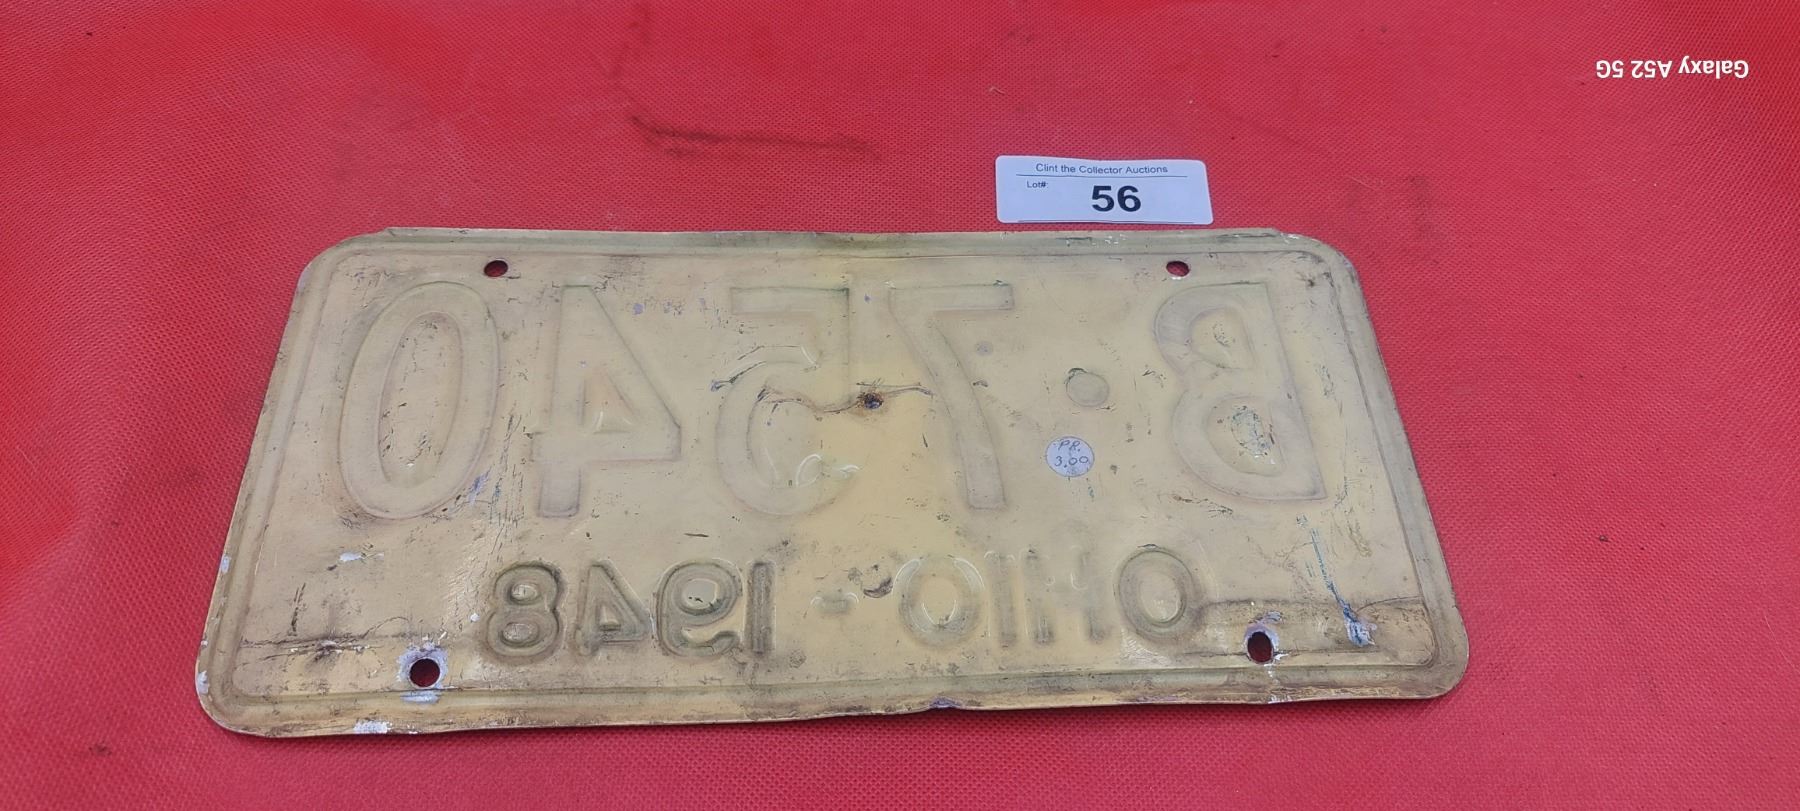 Galaxy A52 5G
Clint the Collector Auctions
Lot#:
56
B·7540
PR.
3.00
OHIO - 1948